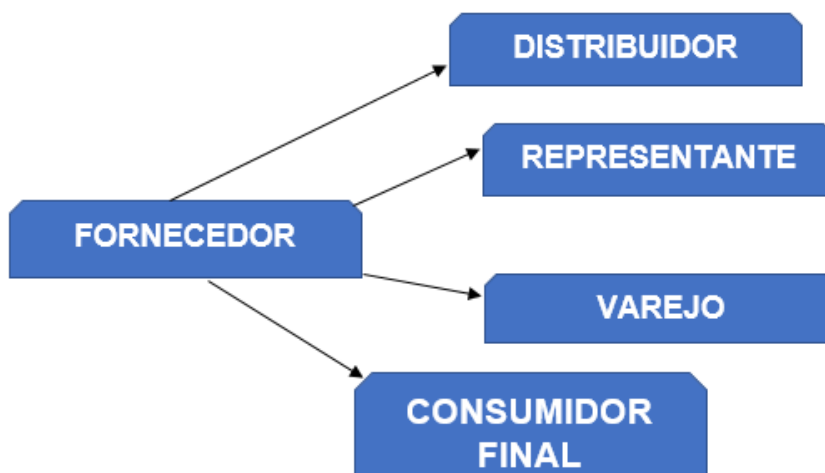 DISTRIBUIDOR
REPRESENTANTE
FORNECEDOR
VAREJO
CONSUMIDOR
FINAL